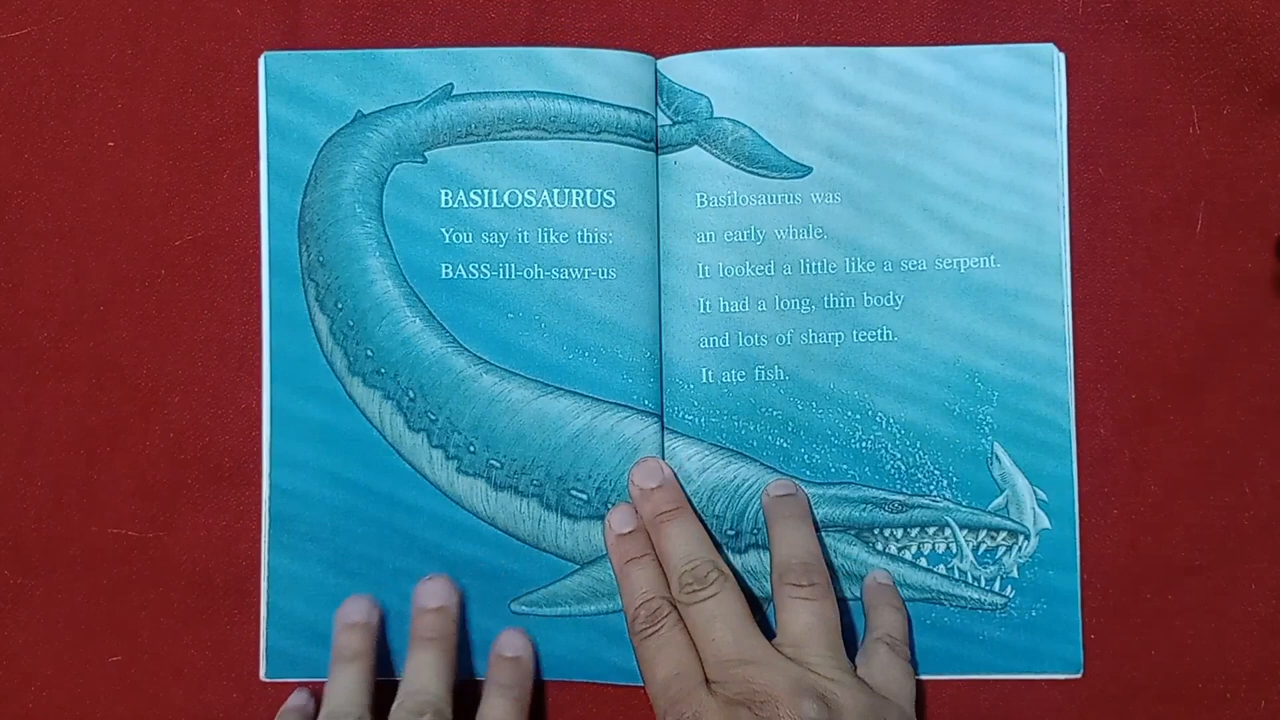 BASILOSAURUS
You say it like this:
BASS-ill-oh-sawr-us
Basilosaurus was
an early whale.
It looked a little like a sea serpent.
It had a long, thin body
and lots of sharp teeth.
It ate fish.